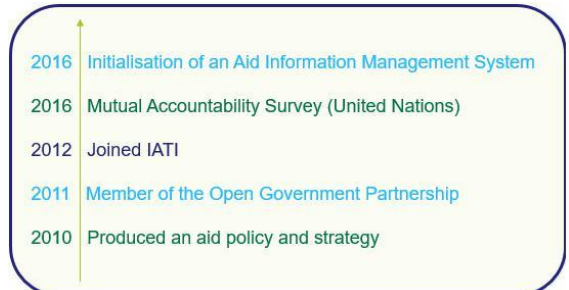 2016 Initialisation of an Aid Information Management System
2016 Mutual Accountability Survey (United Nations)
2012 Joined IATI
2011 Member of the Open Government Partnership
2010 Produced an aid policy and strategy